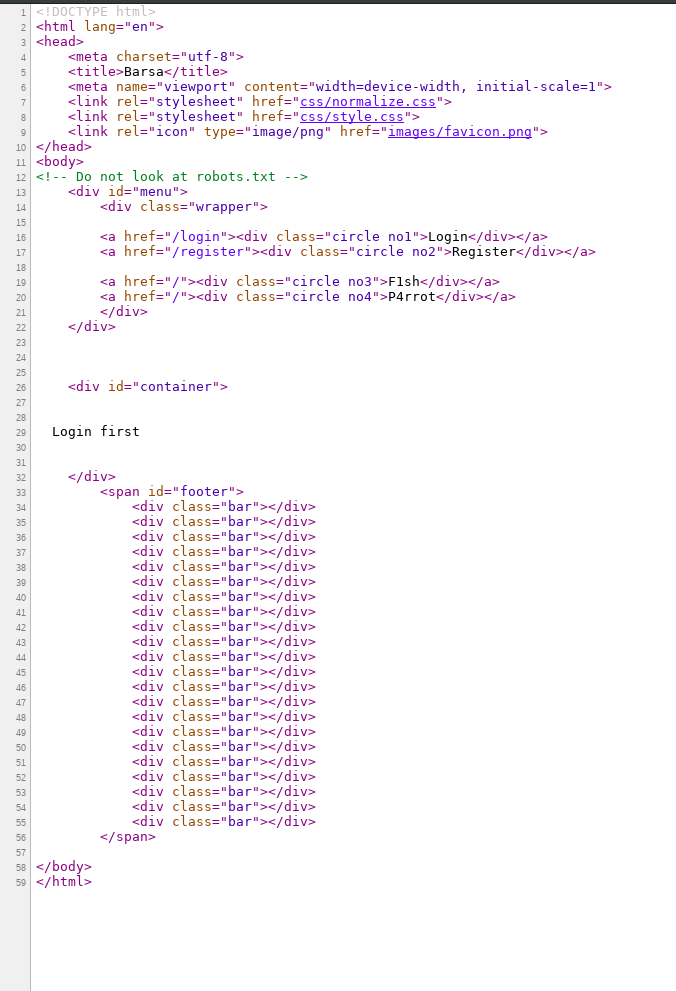 1 <!DOCTYPE html>
2 <html lang="en">
3 <head>
4     <meta charset="utf-8">
5     <title>Barsa</title>
6     <meta name="viewport" content="width=device-width, initial-scale=1">
7     <link rel="stylesheet" href="css/normalize.css">
8     <link rel="stylesheet" href="css/style.css">
9     <link rel="icon" type="image/png" href="images/favicon.png">
10 </head>
11 <body>
12 <!-- Do not look at robots.txt -->
13     <div id="menu">
14         <div class="wrapper">
15
16         <a href="/login"><div class="circle no1">Login</div></a>
17         <a href="/register"><div class="circle no2">Register</div></a>
18
19         <a href="/"><div class="circle no3">F1sh</div></a>
20         <a href="/"><div class="circle no4">P4rrot</div></a>
21         </div>
22     </div>
23
24
25
26     <div id="container">
27
28
29   Login first
30
31
32     </div>
33         <span id="footer">
34             <div class="bar"></div>
35             <div class="bar"></div>
36             <div class="bar"></div>
37             <div class="bar"></div>
38             <div class="bar"></div>
39             <div class="bar"></div>
40             <div class="bar"></div>
41             <div class="bar"></div>
42             <div class="bar"></div>
43             <div class="bar"></div>
44             <div class="bar"></div>
45             <div class="bar"></div>
46             <div class="bar"></div>
47             <div class="bar"></div>
48             <div class="bar"></div>
49             <div class="bar"></div>
50             <div class="bar"></div>
51             <div class="bar"></div>
52             <div class="bar"></div>
53             <div class="bar"></div>
54             <div class="bar"></div>
55             <div class="bar"></div>
56         </span>
57
58 </body>
59 </html>